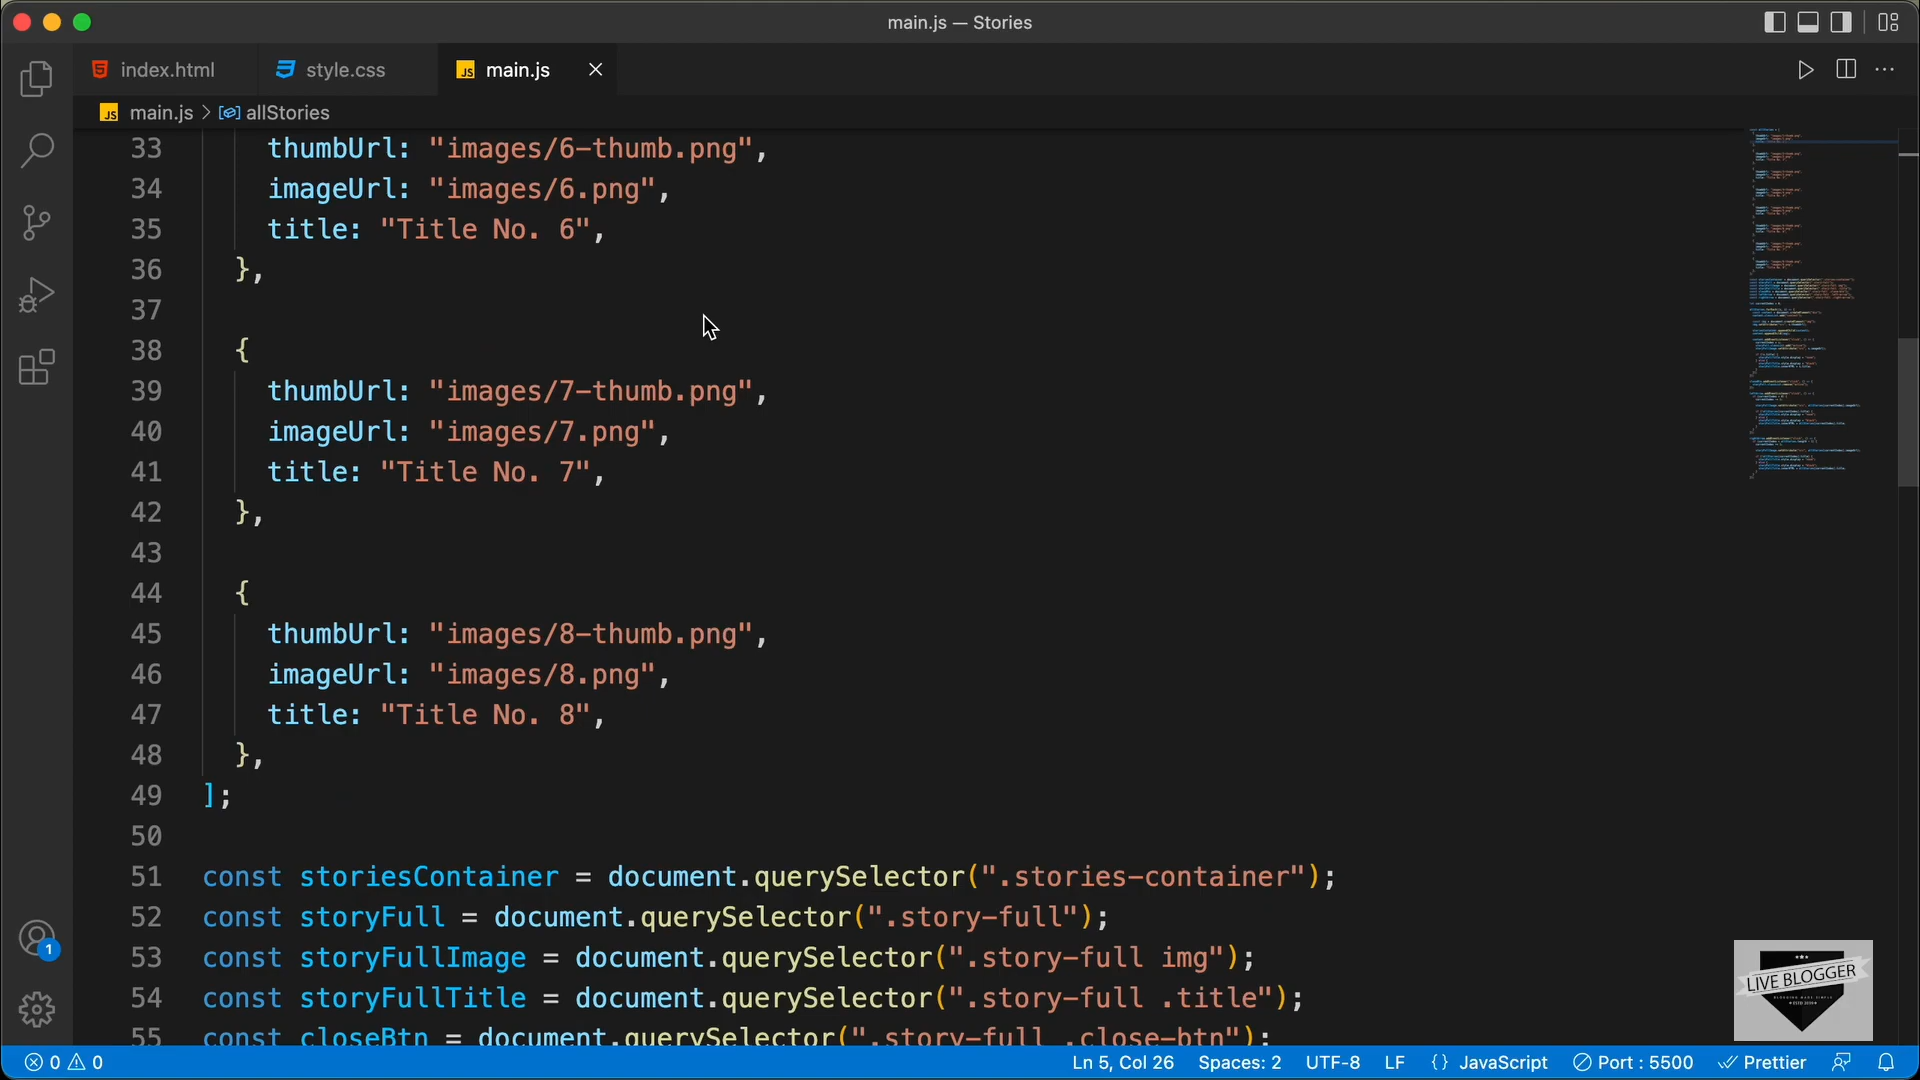 main.js — Stories
index.html
style.css
JS main.js
JS main.js > allStories
33 thumbUrl: "images/6-thumb.png",
34 imageUrl: "images/6.png",
35 title: "Title No. 6",
36 },
37
38 {
39 thumbUrl: "images/7-thumb.png",
40 imageUrl: "images/7.png",
41 title: "Title No. 7",
42 },
43
44 {
45 thumbUrl: "images/8-thumb.png",
46 imageUrl: "images/8.png",
47 title: "Title No. 8",
48 },
49 ];
50
51 const storiesContainer = document.querySelector(".stories-container");
52 const storyFull = document.querySelector(".story-full");
53 const storyFullImage = document.querySelector(".story-full img");
54 const storyFullTitle = document.querySelector(".story-full .title");
55 const closeBtn = document.querySelector(".story-full .close-btn");
1
LIVE BLOGGER
0 0
Ln 5, Col 26 Spaces: 2 UTF-8 LF {} JavaScript Port : 5500 Prettier